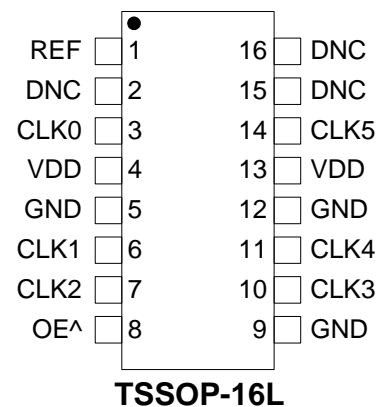 REF 1 16 DNC
DNC 2 15 DNC
CLK0 3 14 CLK5
VDD 4 13 VDD
GND 5 12 GND
CLK1 6 11 CLK4
CLK2 7 10 CLK3
OE^ 8 9 GND
TSSOP-16L